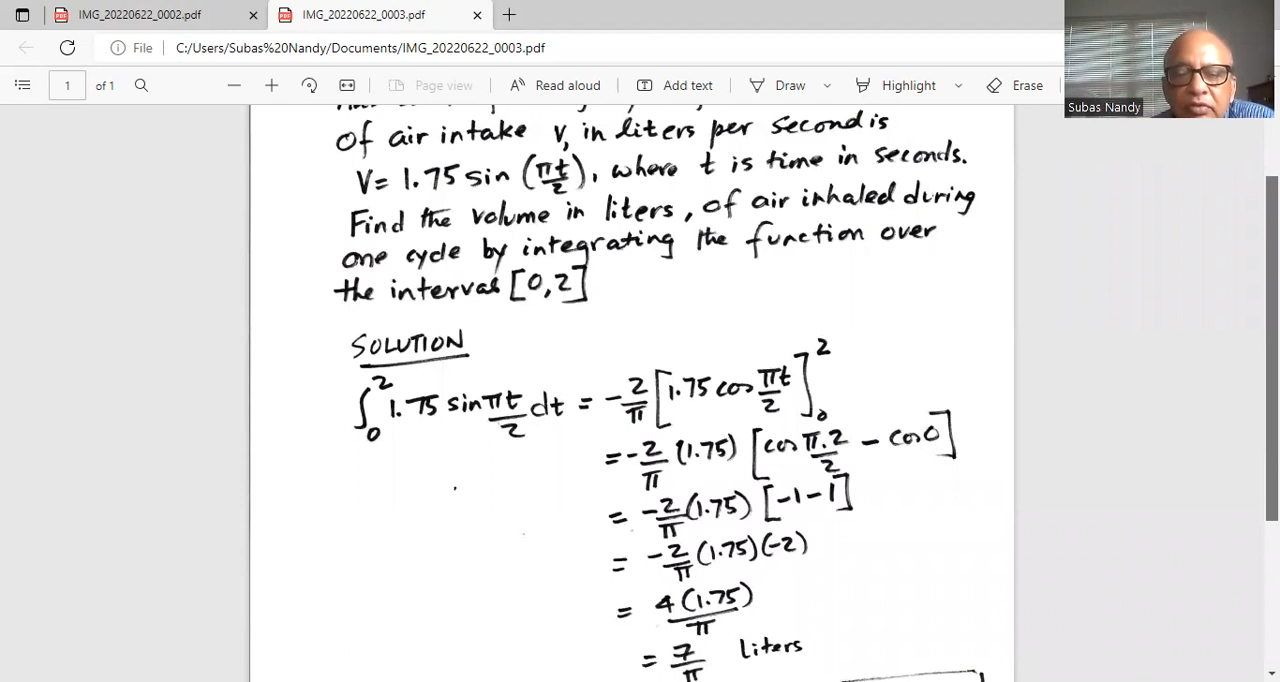 IMG_20220622_0002.pdf
IMG_20220622_0003.pdf
File C:/Users/Subas%20Nandy/Documents/IMG_20220622_0003.pdf
1 of 1 Page view A Read aloud T Add text Draw Highlight Erase
Subas Nandy
of air intake V, in liters per second is
V = 1.75 sin (πt/2), where t is time in seconds.
Find the volume in liters, of air inhaled during
one cycle by integrating the function over
the interval [0,2]
SOLUTION
∫₀² 1.75 sin πt/2 dt = -2/π [1.75 cos πt/2]₀²
= -2/π (1.75) [cos π.2/2 - cos 0]
= -2/π (1.75) [-1-1]
= -2/π (1.75)(-2)
= 4(1.75)/π
= 7/π liters